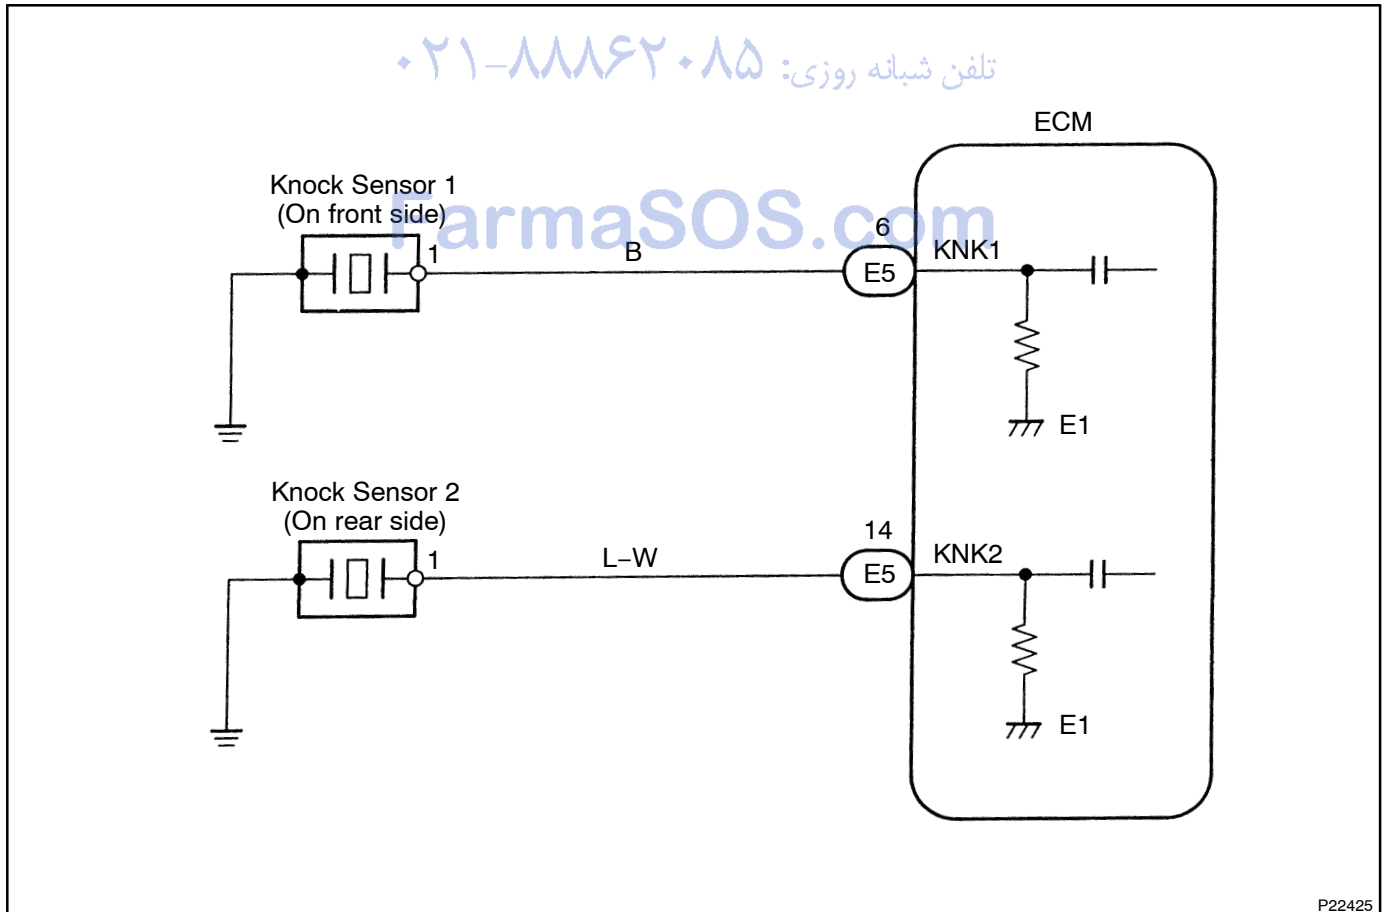 تلفن شبانه روزی: ۰۲۱-۸۸۸۶۲۰۸۵
ECM
Knock Sensor 1
(On front side)
FarmaSOS.com
1
B
6
E5
KNK1
E1
Knock Sensor 2
(On rear side)
1
L–W
14
E5
KNK2
E1
P22425